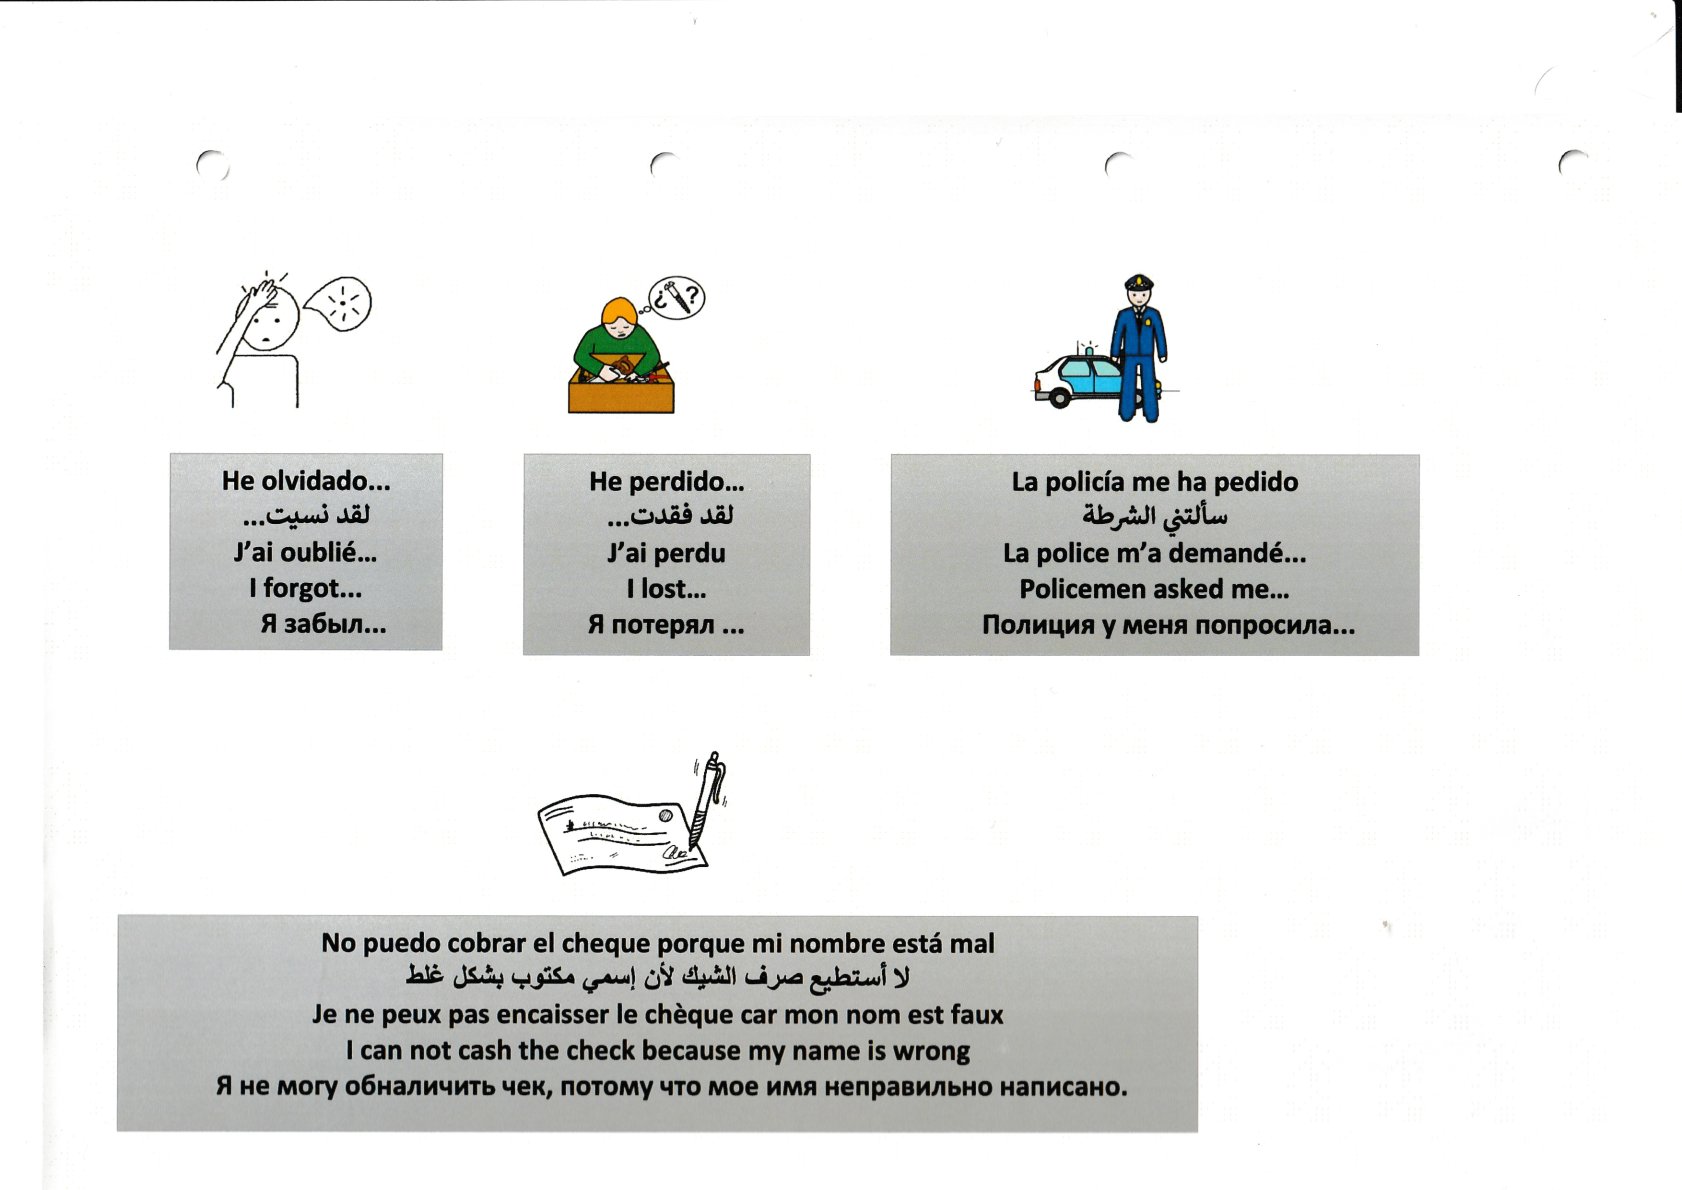 ¿ ?
He olvidado...
لقد نسيت...
J'ai oublié...
I forgot...
Я забыл...
He perdido...
لقد فقدت...
J'ai perdu
I lost...
Я потерял ...
La policía me ha pedido
سألتني الشرطة
La police m'a demandé...
Policemen asked me...
Полиция у меня попросила...
No puedo cobrar el cheque porque mi nombre está mal
لا أستطيع صرف الشيك لأن إسمي مكتوب بشكل غلط
Je ne peux pas encaisser le chèque car mon nom est faux
I can not cash the check because my name is wrong
Я не могу обналичить чек, потому что мое имя неправильно написано.